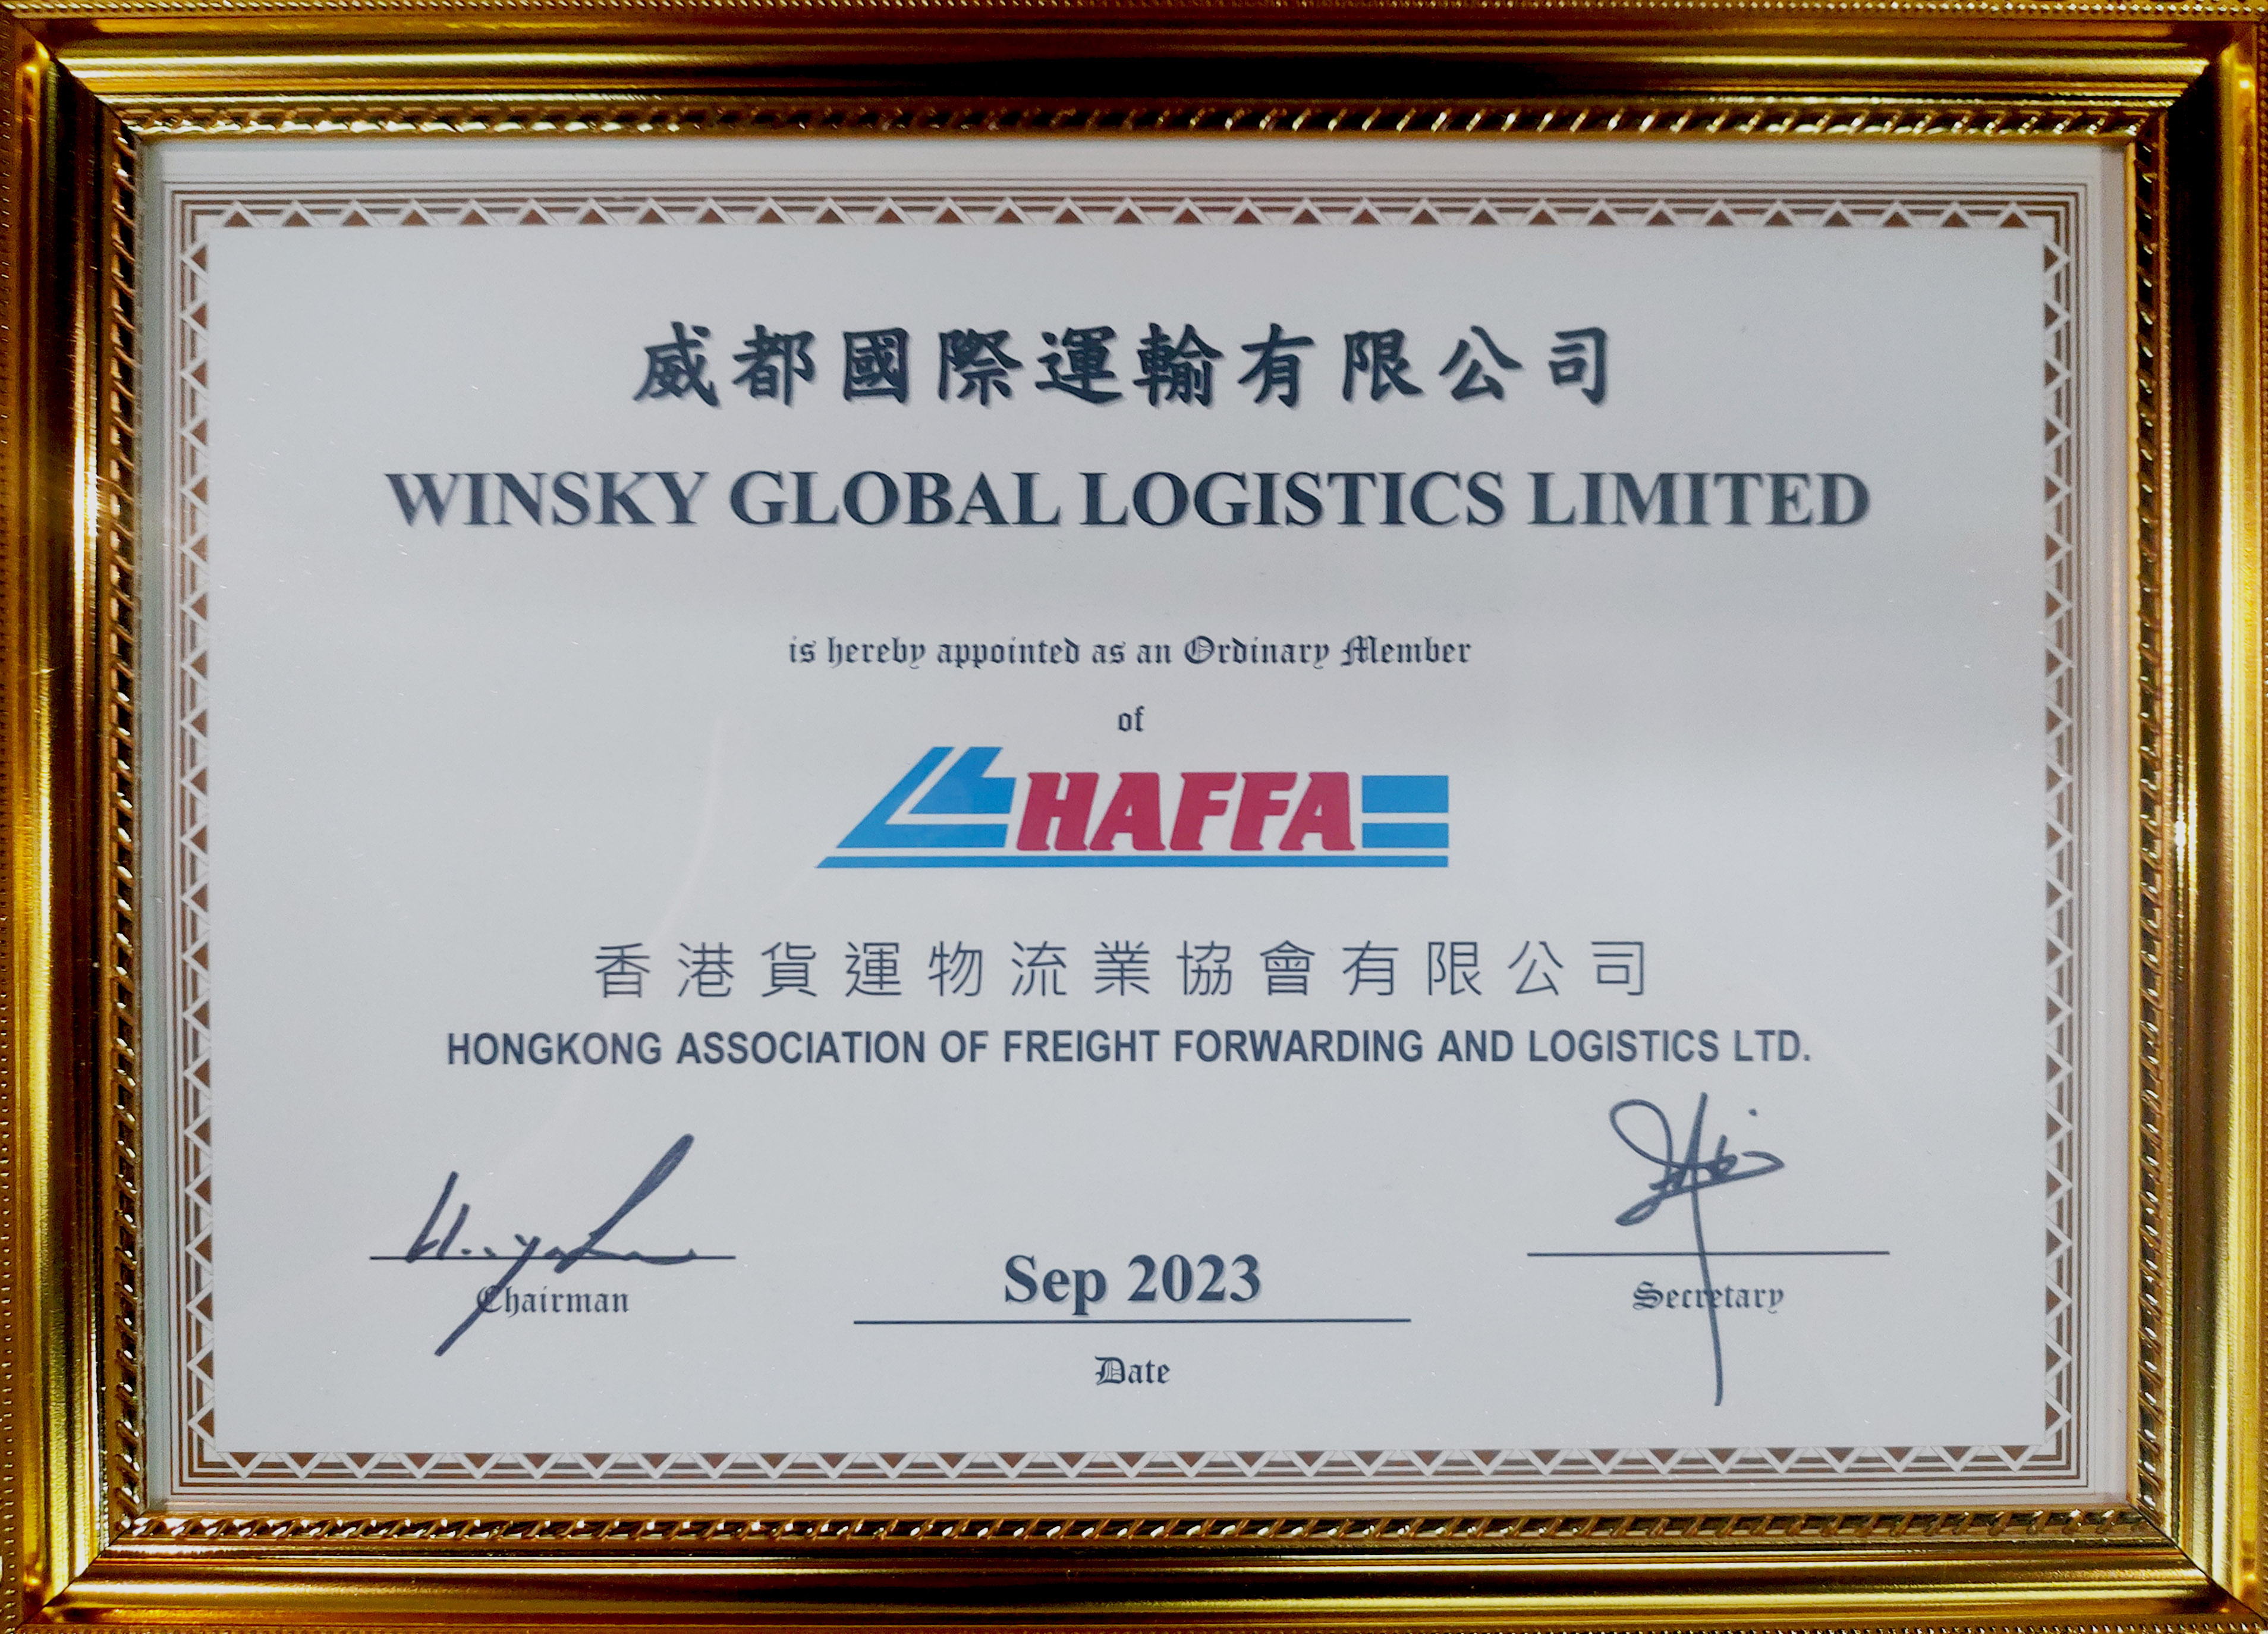 威都國際運輸有限公司
WINSKY GLOBAL LOGISTICS LIMITED
is hereby appointed as an Ordinary Member
of
HAFFA
香港貨運物流業協會有限公司
HONGKONG ASSOCIATION OF FREIGHT FORWARDING AND LOGISTICS LTD.
Chairman
Sep 2023
Date
Secretary